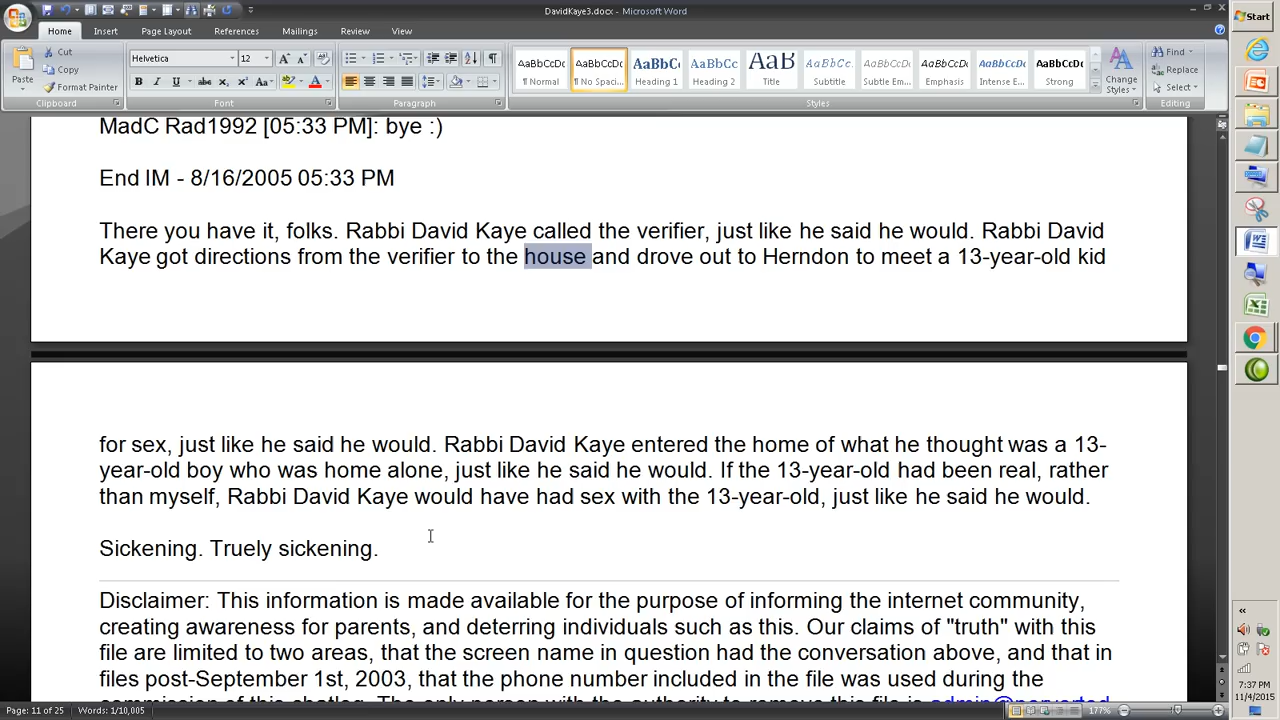 DavidKaye3.docx - Microsoft Word
Home Insert Page Layout References Mailings Review View
Cut
Copy
Format Painter
Paste
Clipboard
Helvetica 12
Font
Paragraph
AaBbCcDc AaBbCcDc AaBbC AaBbCc AaB AaBbCc. AaBbCcDc AaBbCcDc AaBbCcDc AaBbCcDc
¶ Normal ¶ No Spaci... Heading 1 Heading 2 Title Subtitle Subtle Em... Emphasis Intense E... Strong
Change Styles
Styles
Find
Replace
Select
Editing
Start
MadC Rad1992 [05:33 PM]: bye :)
End IM - 8/16/2005 05:33 PM
There you have it, folks. Rabbi David Kaye called the verifier, just like he said he would. Rabbi David
Kaye got directions from the verifier to the house and drove out to Herndon to meet a 13-year-old kid
for sex, just like he said he would. Rabbi David Kaye entered the home of what he thought was a 13-
year-old boy who was home alone, just like he said he would. If the 13-year-old had been real, rather
than myself, Rabbi David Kaye would have had sex with the 13-year-old, just like he said he would.
Sickening. Truely sickening.
Disclaimer: This information is made available for the purpose of informing the internet community,
creating awareness for parents, and deterring individuals such as this. Our claims of "truth" with this
file are limited to two areas, that the screen name in question had the conversation above, and that in
files post-September 1st, 2003, that the phone number included in the file was used during the
Page: 11 of 25 Words: 1/10,005
177%
7:37 PM
11/4/2015